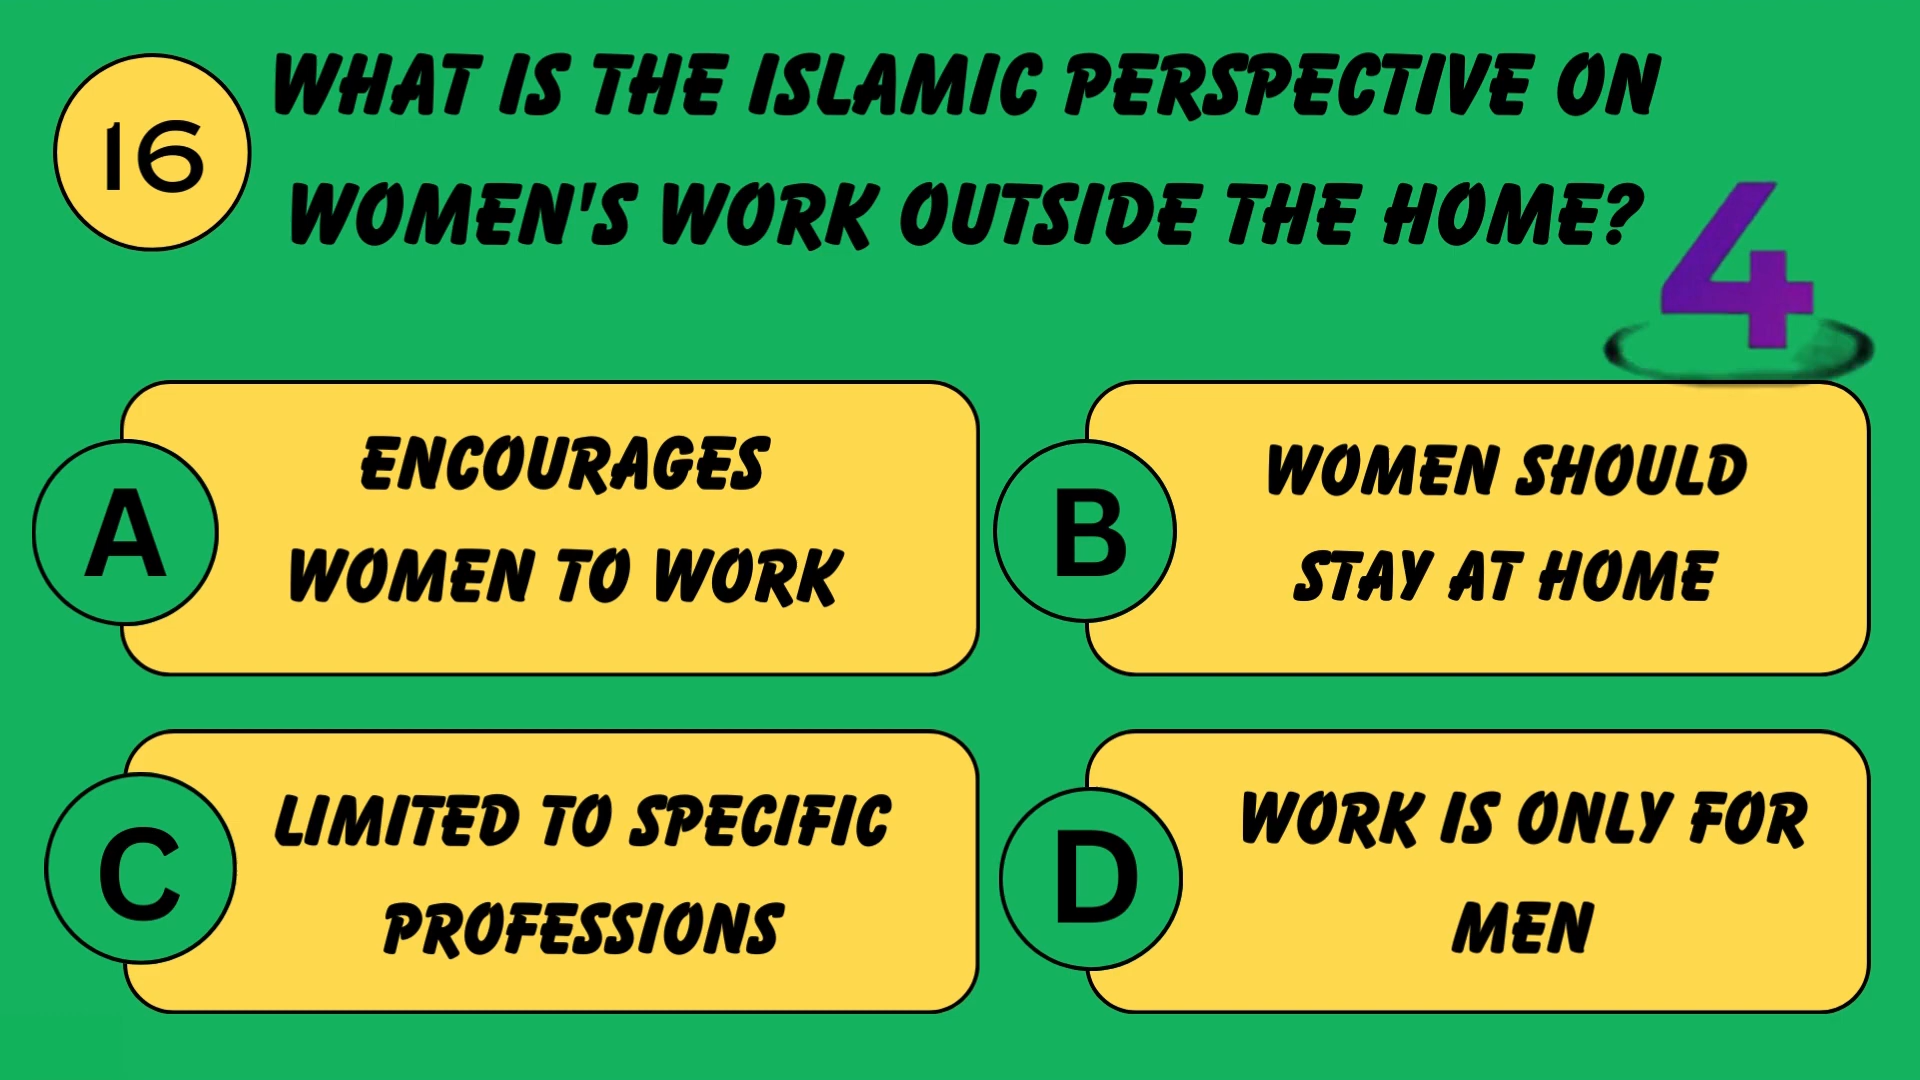 16
WHAT IS THE ISLAMIC PERSPECTIVE ON
WOMEN'S WORK OUTSIDE THE HOME?
4
A
ENCOURAGES
WOMEN TO WORK
B
WOMEN SHOULD
STAY AT HOME
C
LIMITED TO SPECIFIC
PROFESSIONS
D
WORK IS ONLY FOR
MEN